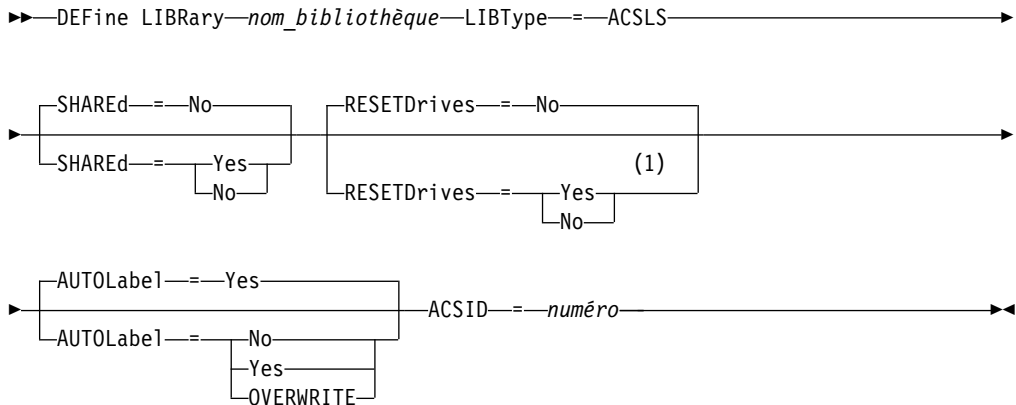 DEFine LIBRary nom_bibliothèque LIBType = ACSLS
SHAREd = No RESETDrives = No
SHAREd = Yes (1)
No RESETDrives = Yes
No
AUTOLabel = Yes
ACSID = numéro
AUTOLabel = No
Yes
OVERWRITE